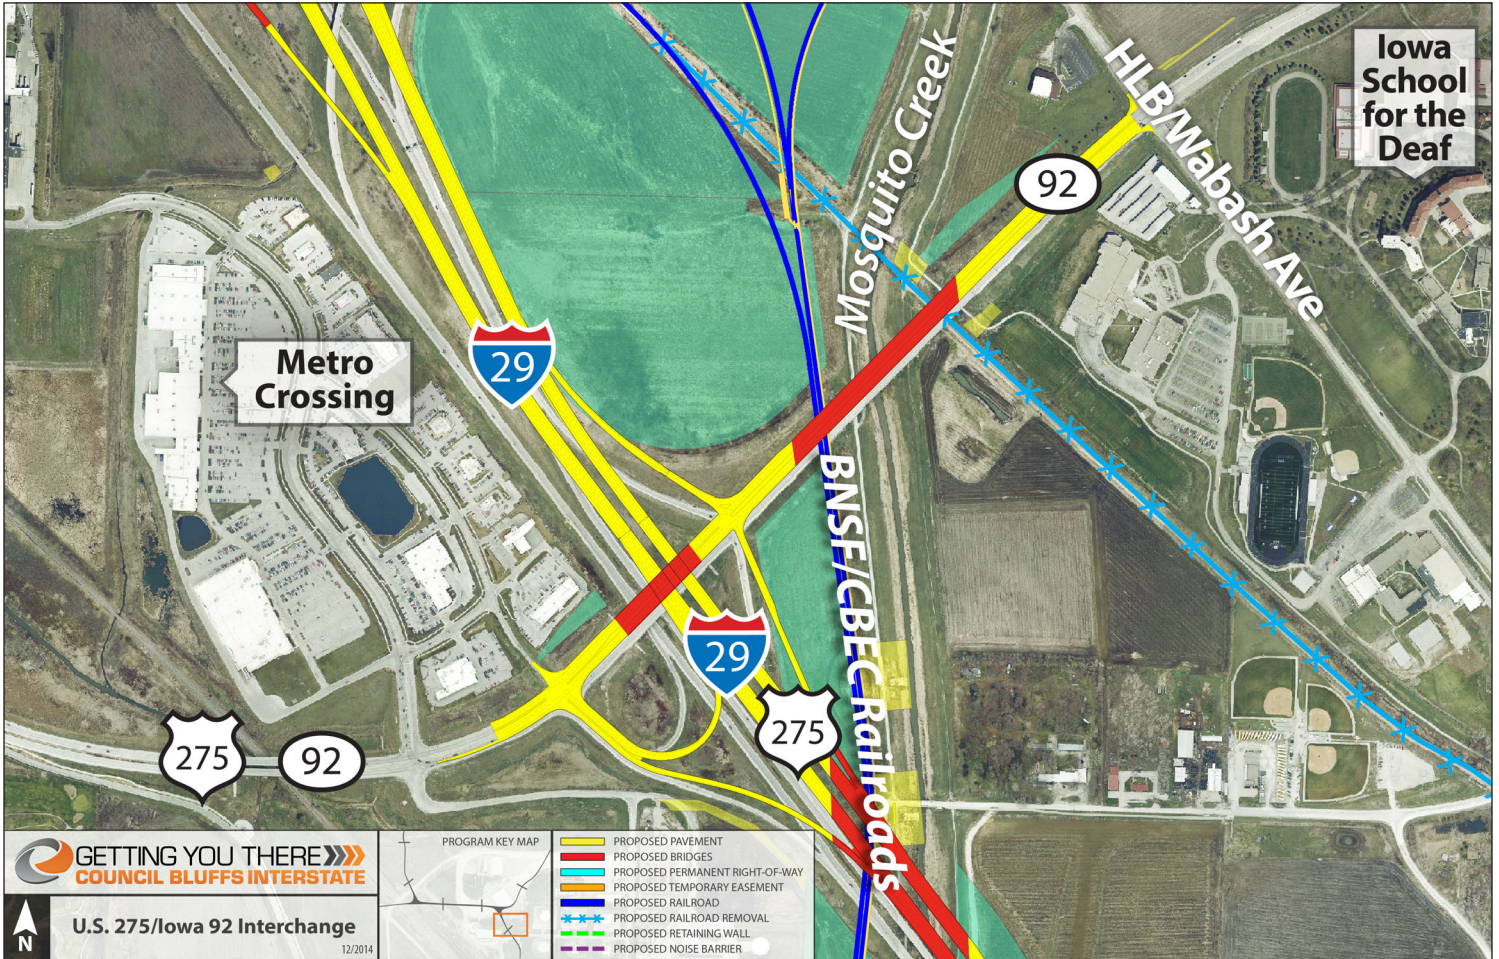 Iowa
School
for the
Deaf
HLB/Wabash Ave
Mosquito Creek
92
29
Metro
Crossing
BNSF/CBEC Railroads
29
275
275
92
GETTING YOU THERE
COUNCIL BLUFFS INTERSTATE
N
U.S. 275/Iowa 92 Interchange
12/2014
PROGRAM KEY MAP
PROPOSED PAVEMENT
PROPOSED BRIDGES
PROPOSED PERMANENT RIGHT-OF-WAY
PROPOSED TEMPORARY EASEMENT
PROPOSED RAILROAD
PROPOSED RAILROAD REMOVAL
PROPOSED RETAINING WALL
PROPOSED NOISE BARRIER